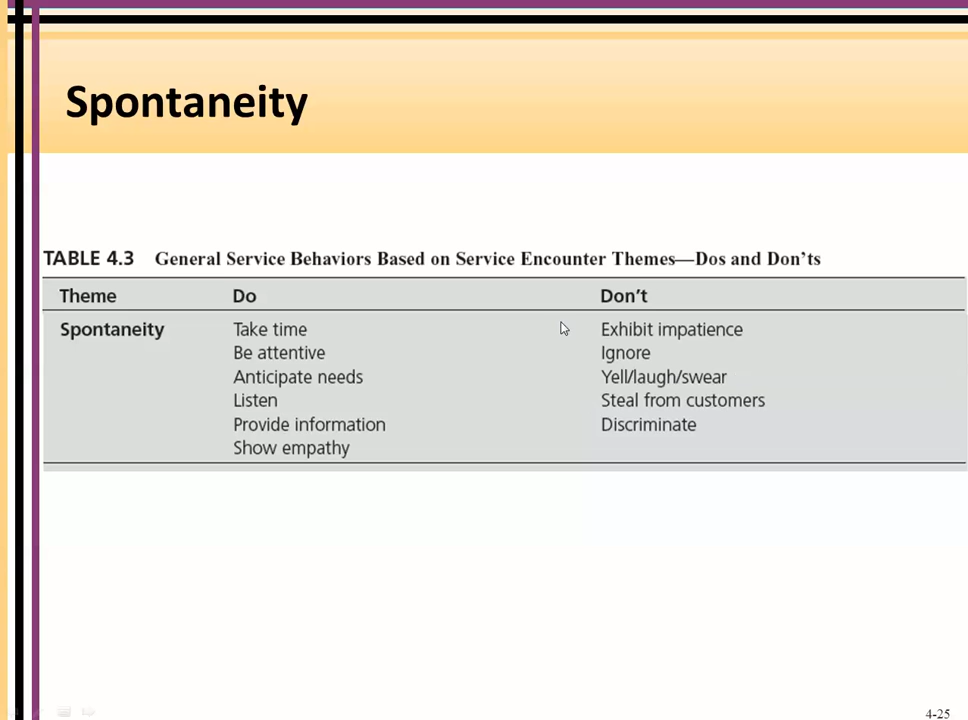 Spontaneity
TABLE 4.3 General Service Behaviors Based on Service Encounter Themes—Dos and Don'ts
Theme Do Don't
Spontaneity Take time Exhibit impatience
Be attentive Ignore
Anticipate needs Yell/laugh/swear
Listen Steal from customers
Provide information Discriminate
Show empathy
4-25